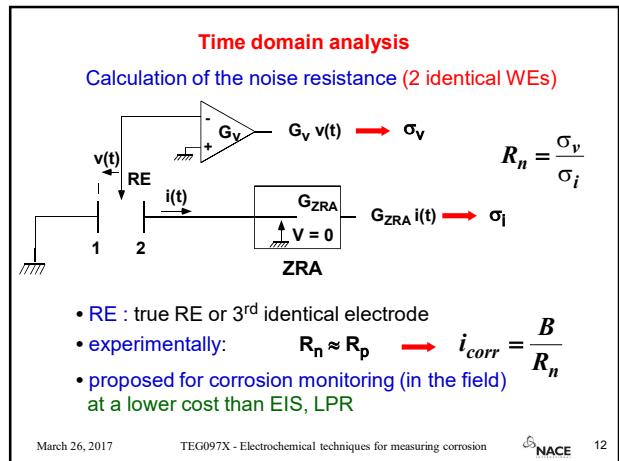 Time domain analysis
Calculation of the noise resistance (2 identical WEs)
-
Gv
+
Gv v(t)
σv
Rn = σv / σi
v(t)
RE
i(t)
GZRA
V = 0
GZRA i(t)
σi
1
2
ZRA
• RE : true RE or 3rd identical electrode
• experimentally: Rn ≈ Rp icorr = B / Rn
• proposed for corrosion monitoring (in the field)
at a lower cost than EIS, LPR
March 26, 2017 TEG097X - Electrochemical techniques for measuring corrosion NACE 12